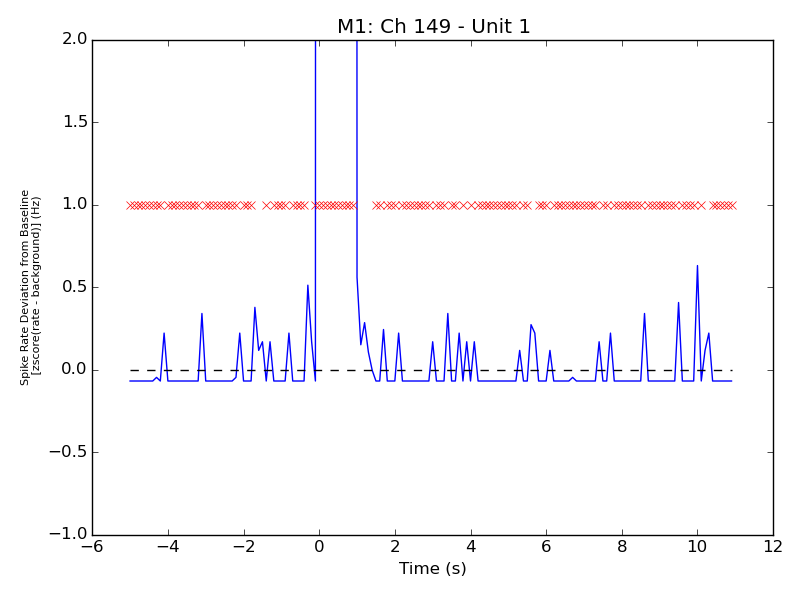 M1: Ch 149 - Unit 1
2.0
1.5
1.0
0.5
0.0
−0.5
−1.0
Spike Rate Deviation from Baseline
[zscore(rate - background)] (Hz)
−6 −4 −2 0 2 4 6 8 10 12
Time (s)